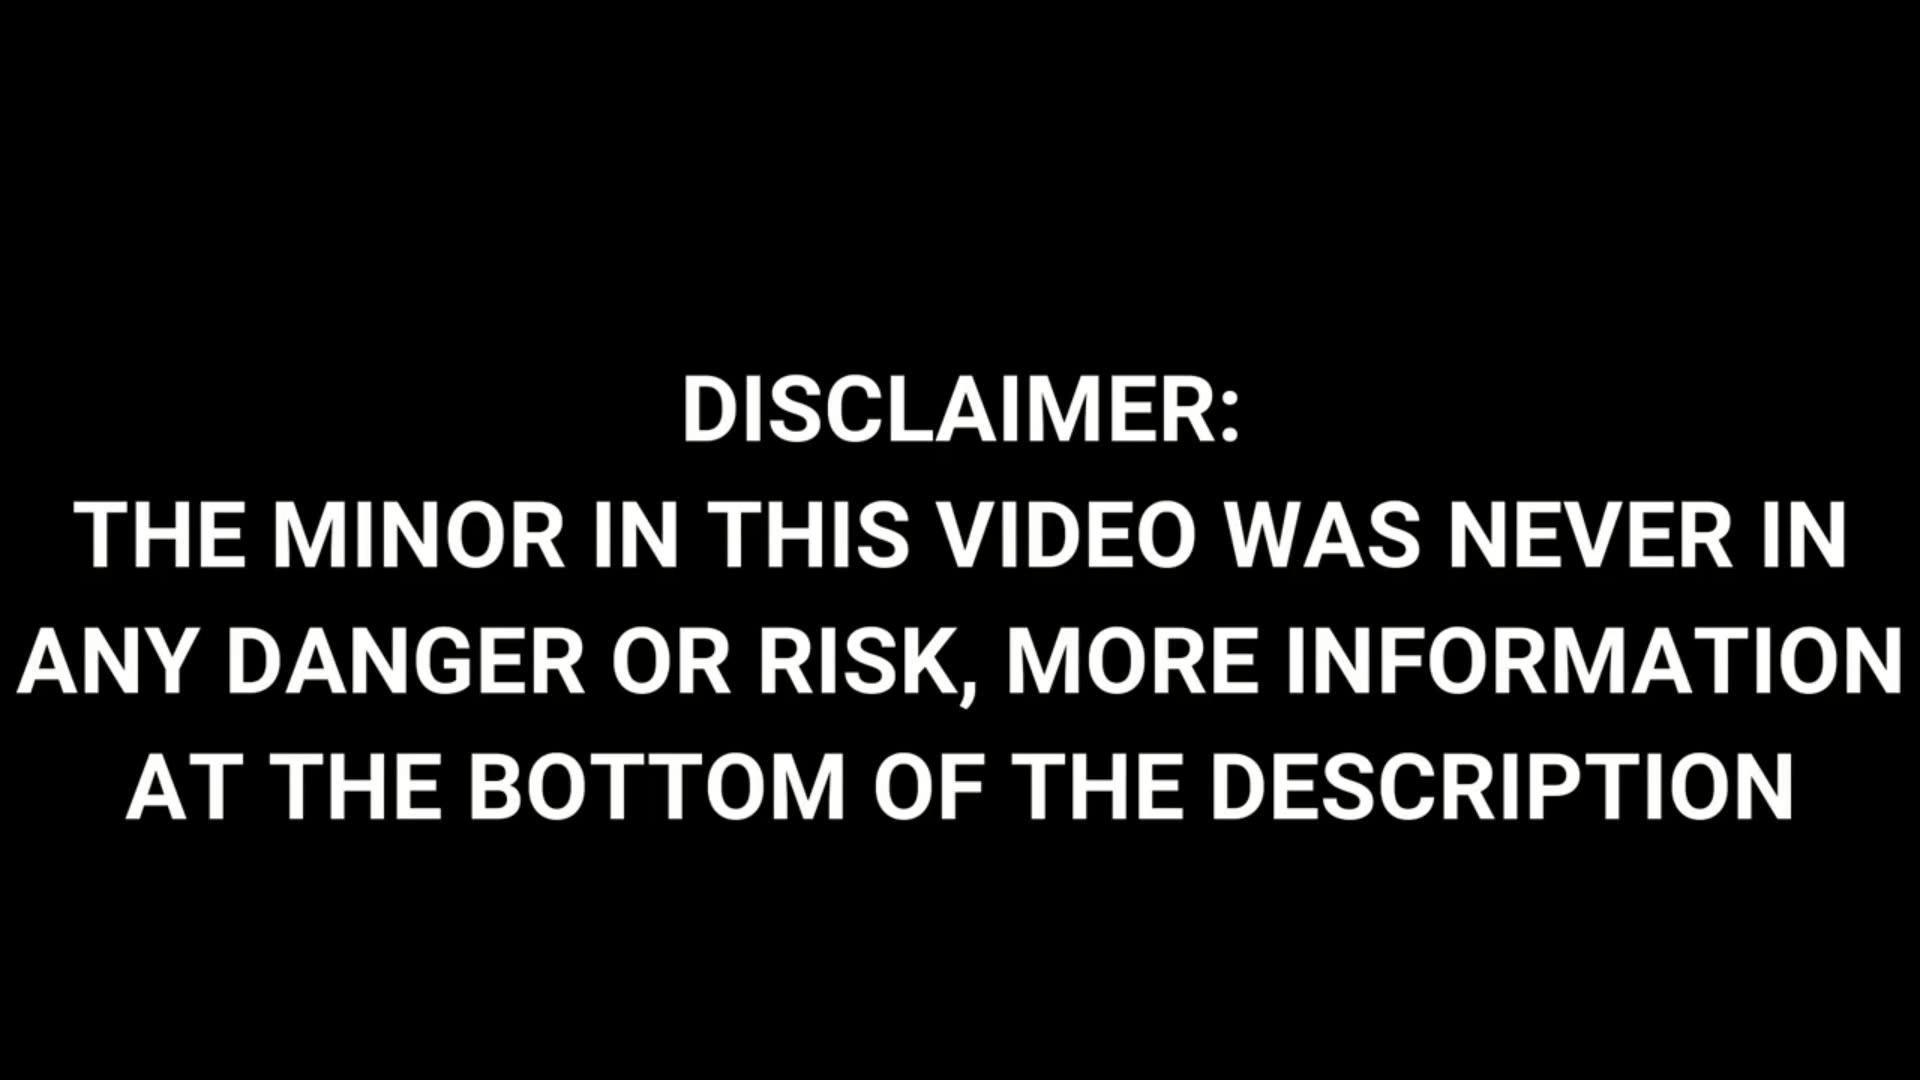 DISCLAIMER:
THE MINOR IN THIS VIDEO WAS NEVER IN
ANY DANGER OR RISK, MORE INFORMATION
AT THE BOTTOM OF THE DESCRIPTION